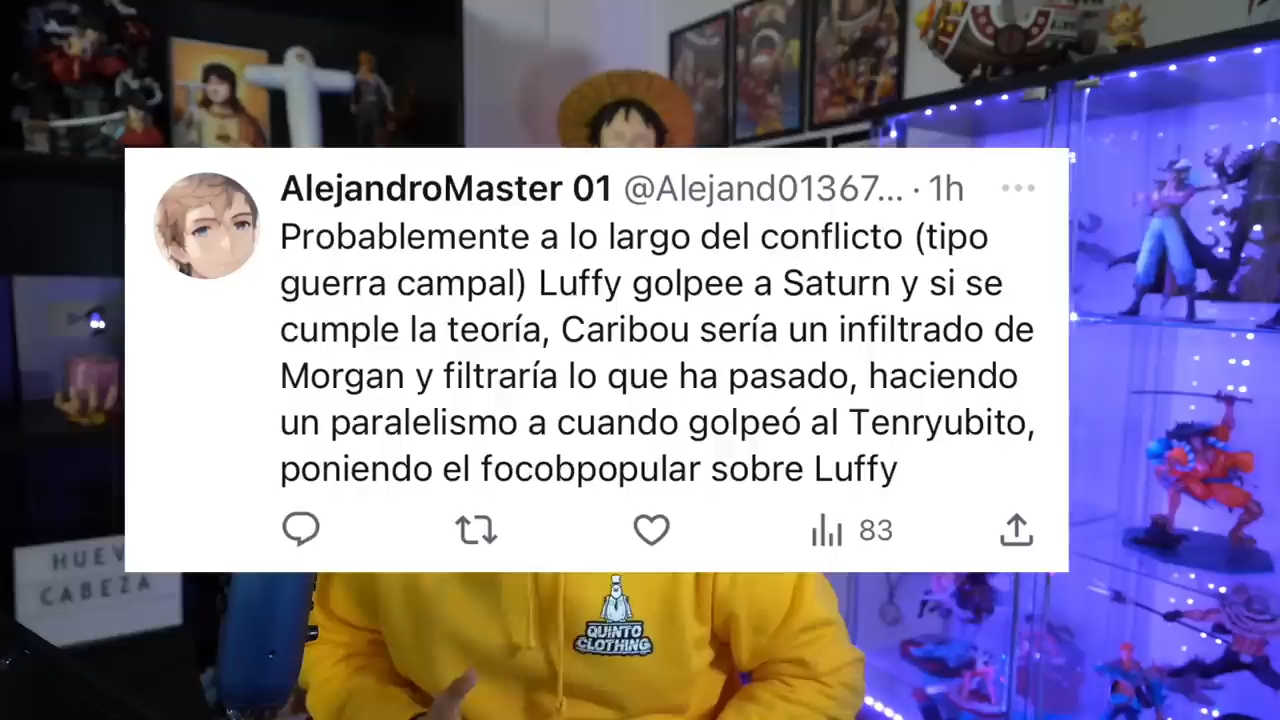 AlejandroMaster 01 @Alejand01367... · 1h
Probablemente a lo largo del conflicto (tipo
guerra campal) Luffy golpee a Saturn y si se
cumple la teoría, Caribou sería un infiltrado de
Morgan y filtraría lo que ha pasado, haciendo
un paralelismo a cuando golpeó al Tenryubito,
poniendo el focobpopular sobre Luffy
83
HUEV
CABEZA
QUINTO
CLOTHING